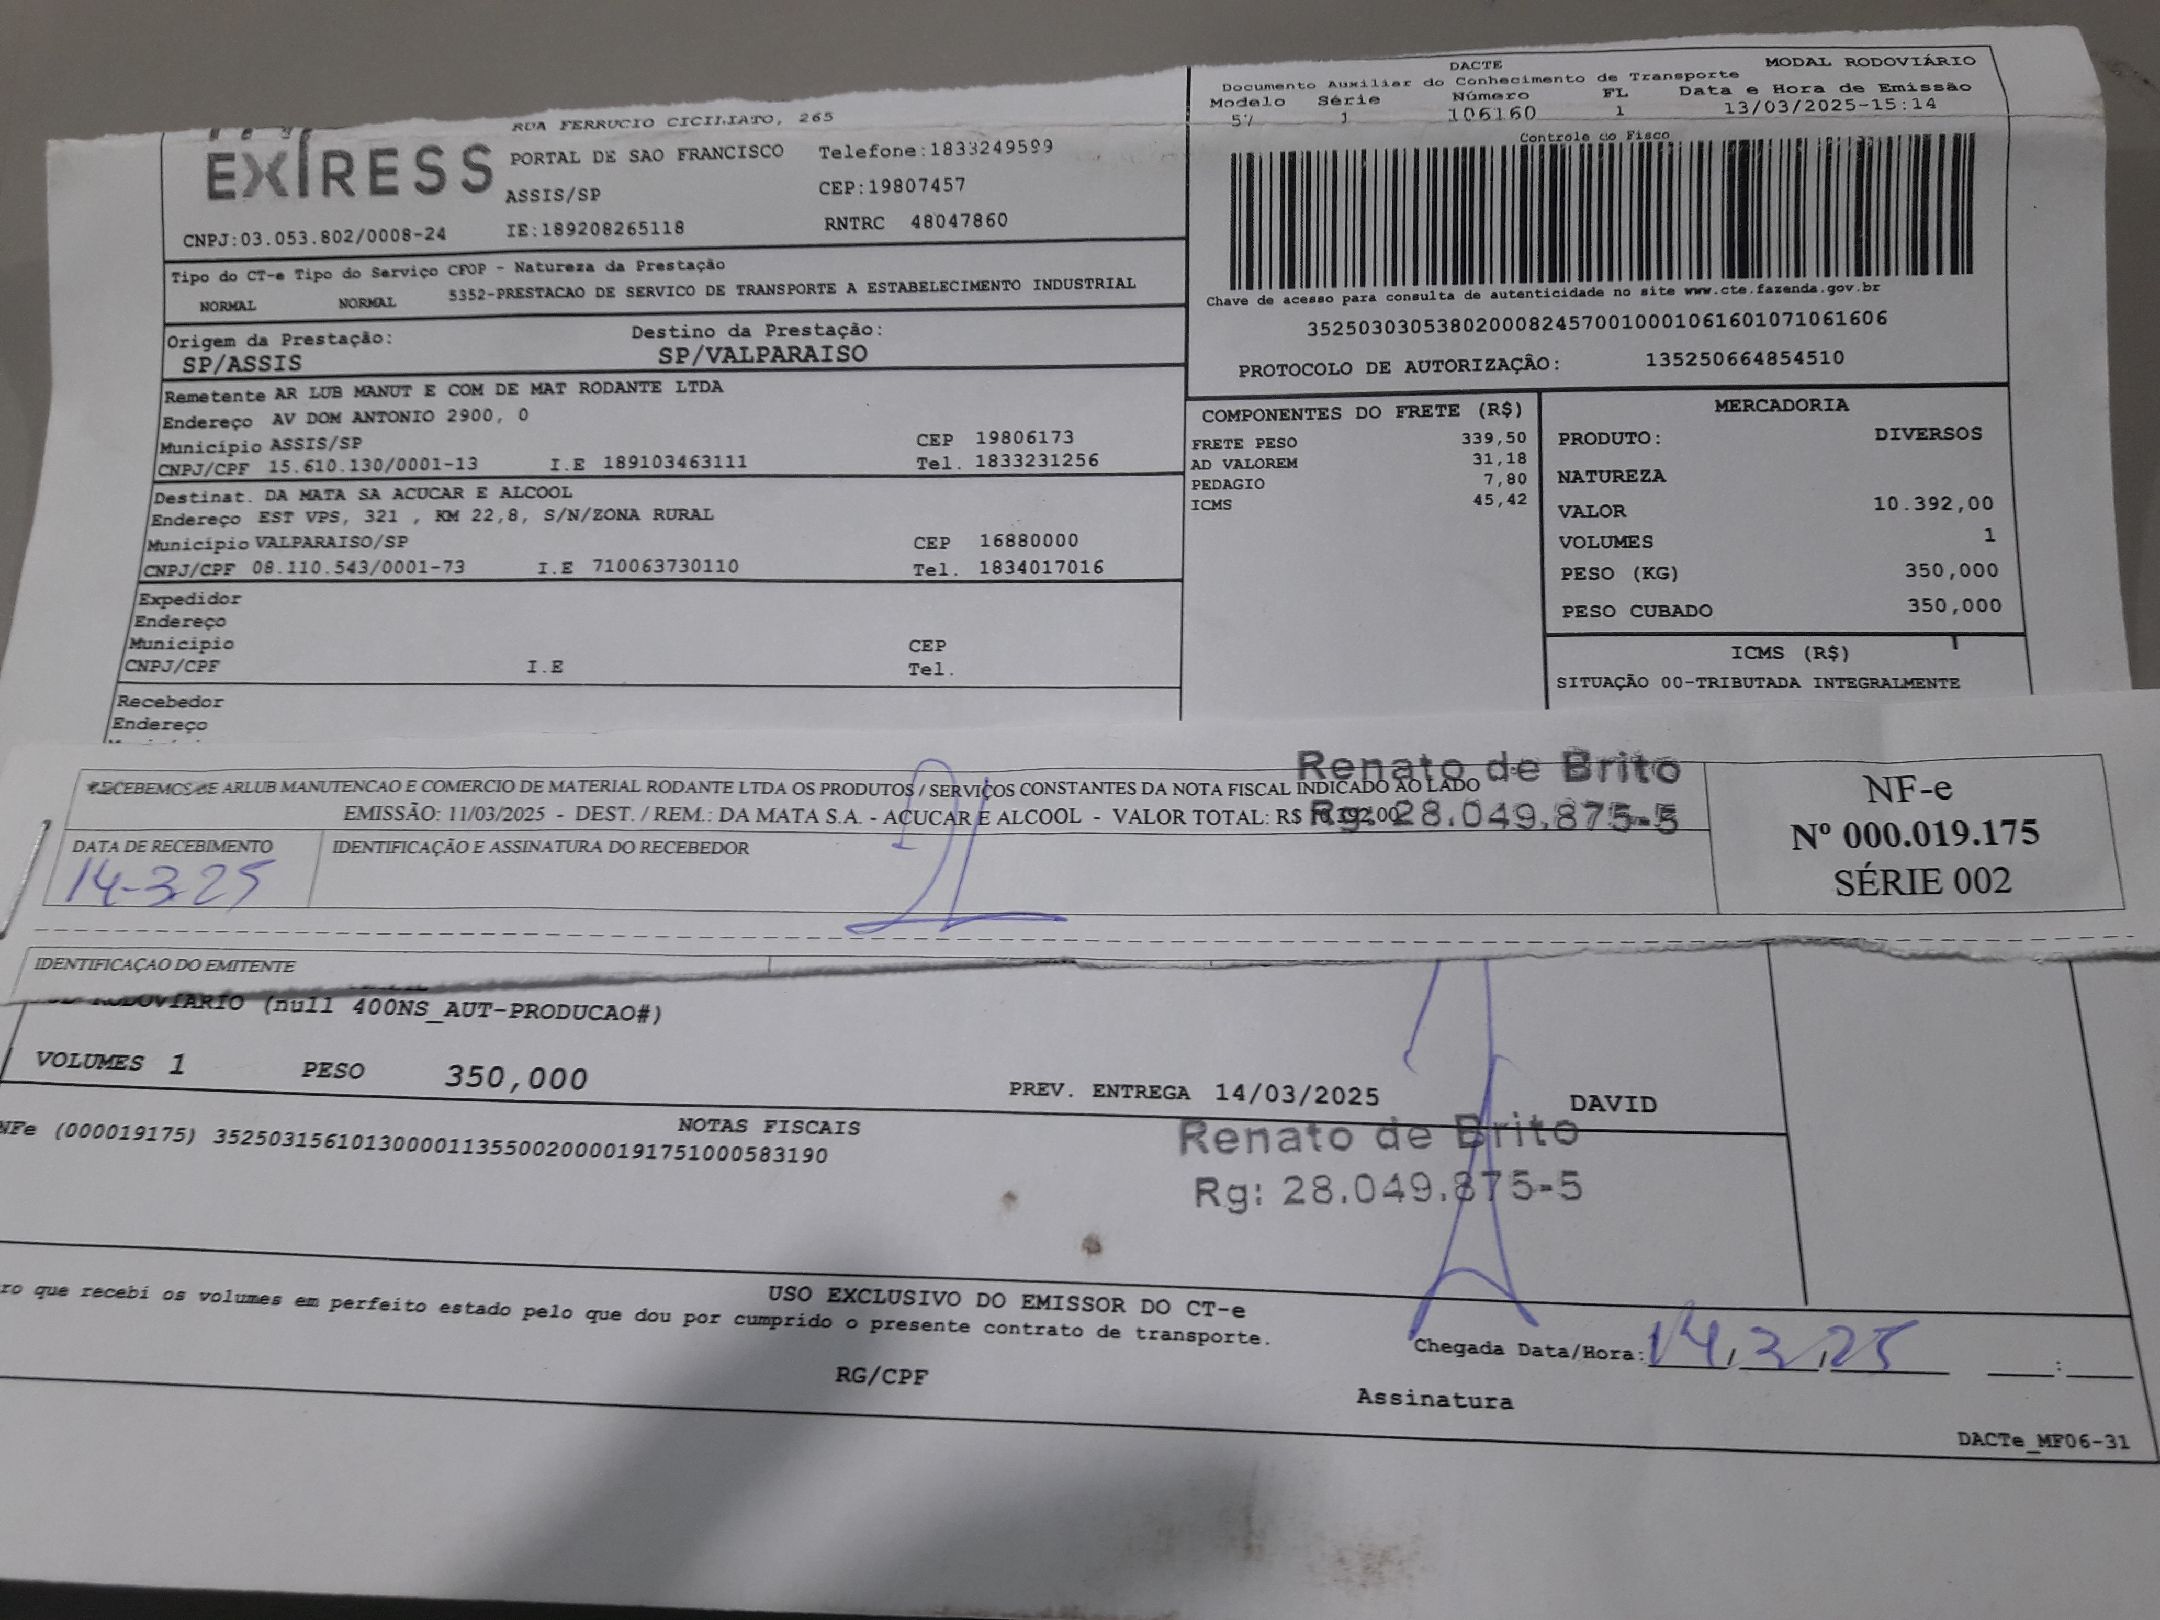 RUA FERRUCIO CICILIATO, 265
EXPRESS
PORTAL DE SAO FRANCISCO Telefone:1833249599
ASSIS/SP CEP:19807457
CNPJ:03.053.802/0008-24 IE:189208265118 RNTRC 48047860
DACTE MODAL RODOVIÁRIO
Documento Auxiliar do Conhecimento de Transporte
Modelo Série Número FL Data e Hora de Emissão
57 1 106160 1 13/03/2025-15:14
Controle do Fisco
Chave de acesso para consulta de autenticidade no site www.cte.fazenda.gov.br
35250303053802000824570010001061601071061606
PROTOCOLO DE AUTORIZAÇÃO: 135250664854510
Tipo do CT-e Tipo do Serviço CFOP - Natureza da Prestação
NORMAL NORMAL 5352-PRESTACAO DE SERVICO DE TRANSPORTE A ESTABELECIMENTO INDUSTRIAL
Origem da Prestação: Destino da Prestação:
SP/ASSIS SP/VALPARAISO
Remetente AR LUB MANUT E COM DE MAT RODANTE LTDA
Endereço AV DOM ANTONIO 2900, 0
Município ASSIS/SP CEP 19806173
CNPJ/CPF 15.610.130/0001-13 I.E 189103463111 Tel. 1833231256
Destinat. DA MATA SA ACUCAR E ALCOOL
Endereço EST VPS, 321 , KM 22,8, S/N/ZONA RURAL
Município VALPARAISO/SP CEP 16880000
CNPJ/CPF 08.110.543/0001-73 I.E 710063730110 Tel. 1834017016
Expedidor
Endereço
Município CEP
CNPJ/CPF I.E Tel.
Recebedor
Endereço
COMPONENTES DO FRETE (R$)
FRETE PESO 339,50
AD VALOREM 31,18
PEDAGIO 7,80
ICMS 45,42
MERCADORIA
PRODUTO: DIVERSOS
NATUREZA
VALOR 10.392,00
VOLUMES 1
PESO (KG) 350,000
PESO CUBADO 350,000
ICMS (R$)
SITUAÇÃO 00-TRIBUTADA INTEGRALMENTE
RECEBEMOS DE ARLUB MANUTENCAO E COMERCIO DE MATERIAL RODANTE LTDA OS PRODUTOS / SERVIÇOS CONSTANTES DA NOTA FISCAL INDICADO AO LADO
EMISSÃO: 11/03/2025 - DEST. / REM.: DA MATA S.A. - ACUCAR E ALCOOL - VALOR TOTAL: R$ 10.392,00
Renato de Brito
Rg: 28.049.875-5
DATA DE RECEBIMENTO IDENTIFICAÇÃO E ASSINATURA DO RECEBEDOR
14-3-25
NF-e
Nº 000.019.175
SÉRIE 002
IDENTIFICAÇÃO DO EMITENTE
RODOVIARIO (null 400NS_AUT-PRODUCAO#)
VOLUMES 1 PESO 350,000 PREV. ENTREGA 14/03/2025 DAVID
NOTAS FISCAIS
NFe (000019175) 35250315610130000113550020000191751000583190
Renato de Brito
Rg: 28.049.875-5
USO EXCLUSIVO DO EMISSOR DO CT-e
ro que recebi os volumes em perfeito estado pelo que dou por cumprido o presente contrato de transporte.
Chegada Data/Hora: 14,3,25 :
RG/CPF Assinatura
DACTe_MF06-31